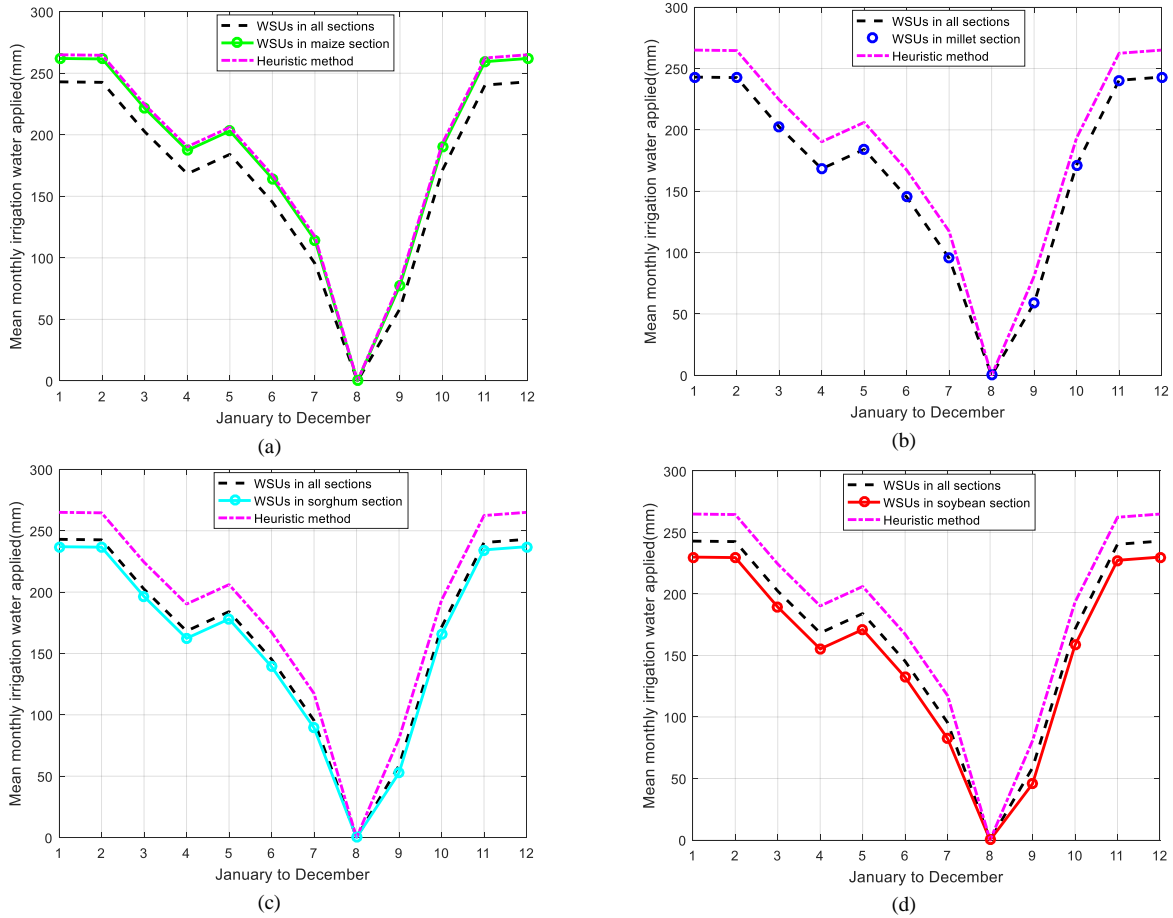 WSUs in all sections
WSUs in maize section
Heuristic method
Mean monthly irrigation water applied(mm)
300
250
200
150
100
50
0
1 2 3 4 5 6 7 8 9 10 11 12
January to December
(a)
WSUs in all sections
WSUs in millet section
Heuristic method
Mean monthly irrigation water applied(mm)
300
250
200
150
100
50
0
1 2 3 4 5 6 7 8 9 10 11 12
January to December
(b)
WSUs in all sections
WSUs in sorghum section
Heuristic method
Mean monthly irrigation water applied(mm)
300
250
200
150
100
50
0
1 2 3 4 5 6 7 8 9 10 11 12
January to December
(c)
WSUs in all sections
WSUs in soybean section
Heuristic method
Mean monthly irrigation water applied(mm)
300
250
200
150
100
50
0
1 2 3 4 5 6 7 8 9 10 11 12
January to December
(d)